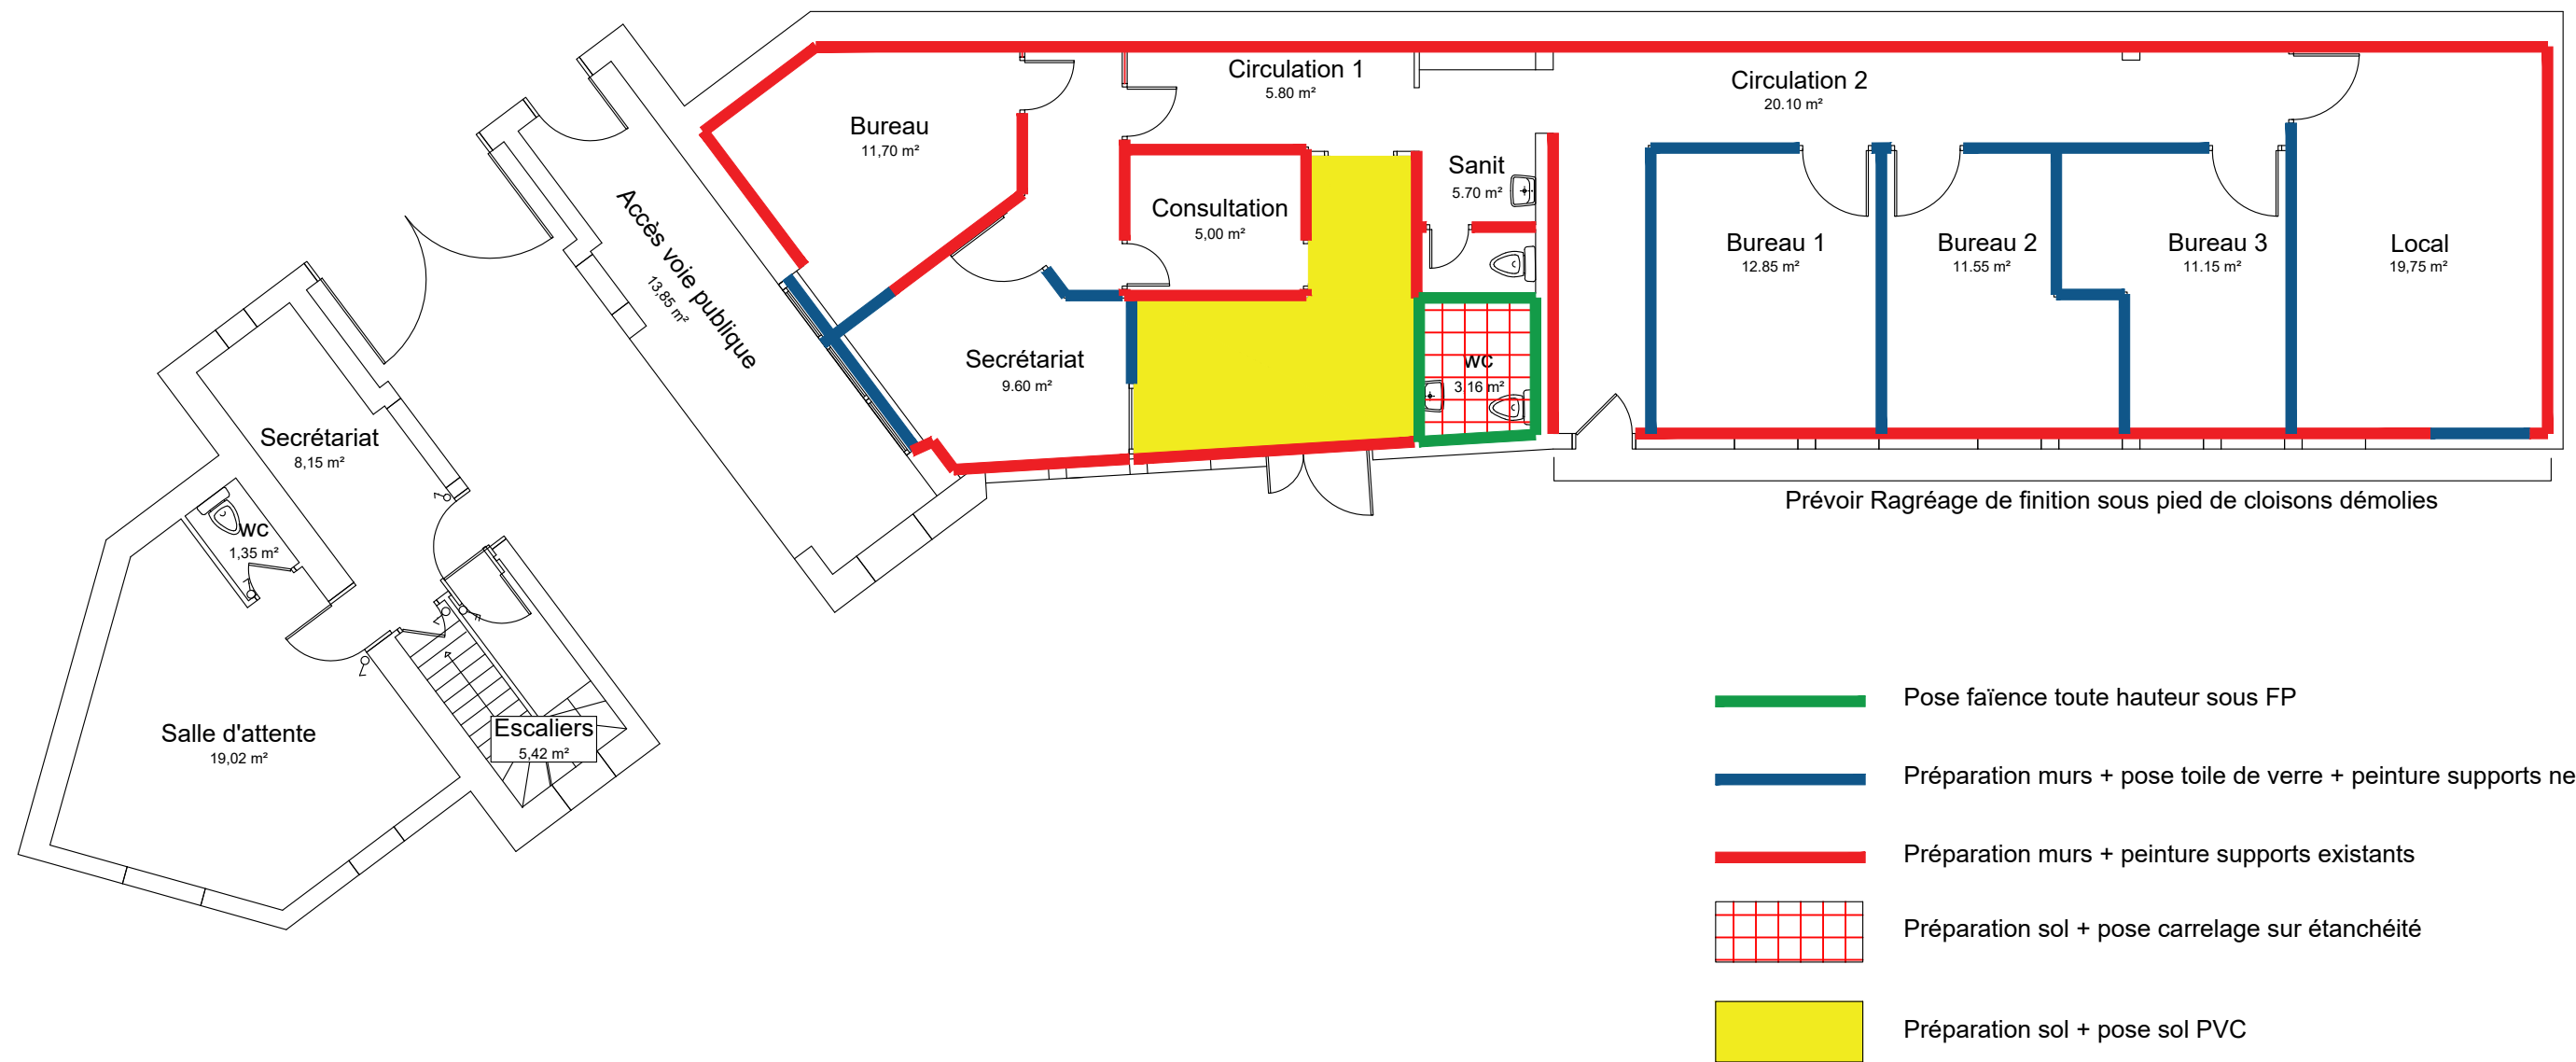 Circulation 1
5.80 m²
Circulation 2
20.10 m²
Bureau
11,70 m²
Sanit
5.70 m²
Consultation
5,00 m²
Accès voie publique
13,85 m²
Bureau 1
12.85 m²
Bureau 2
11.55 m²
Bureau 3
11.15 m²
Local
19,75 m²
Secrétariat
9.60 m²
wc
3.16 m²
Secrétariat
8,15 m²
Prévoir Ragréage de finition sous pied de cloisons démolies
wc
1,35 m²
Salle d'attente
19,02 m²
Escaliers
5,42 m²
Pose faïence toute hauteur sous FP
Préparation murs + pose toile de verre + peinture supports ne
Préparation murs + peinture supports existants
Préparation sol + pose carrelage sur étanchéité
Préparation sol + pose sol PVC